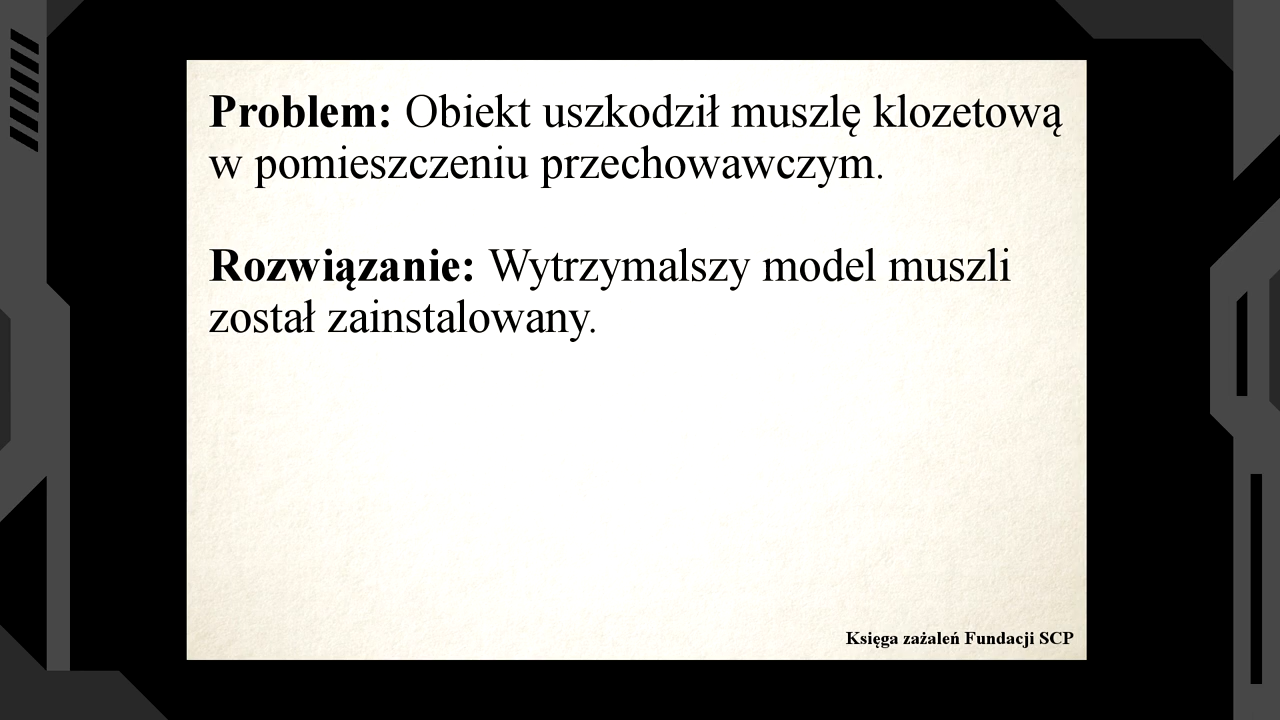 Problem: Obiekt uszkodził muszlę klozetową
w pomieszczeniu przechowawczym.
Rozwiązanie: Wytrzymalszy model muszli
został zainstalowany.
Księga zażaleń Fundacji SCP